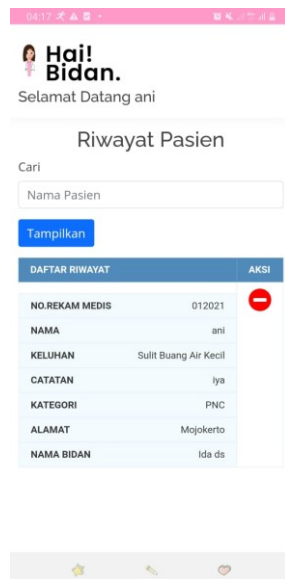 04:17
Hai!
Bidan.
Selamat Datang ani
Riwayat Pasien
Cari
Nama Pasien
Tampilkan
DAFTAR RIWAYAT AKSI
NO.REKAM MEDIS 012021
NAMA ani
KELUHAN Sulit Buang Air Kecil
CATATAN iya
KATEGORI PNC
ALAMAT Mojokerto
NAMA BIDAN Ida ds